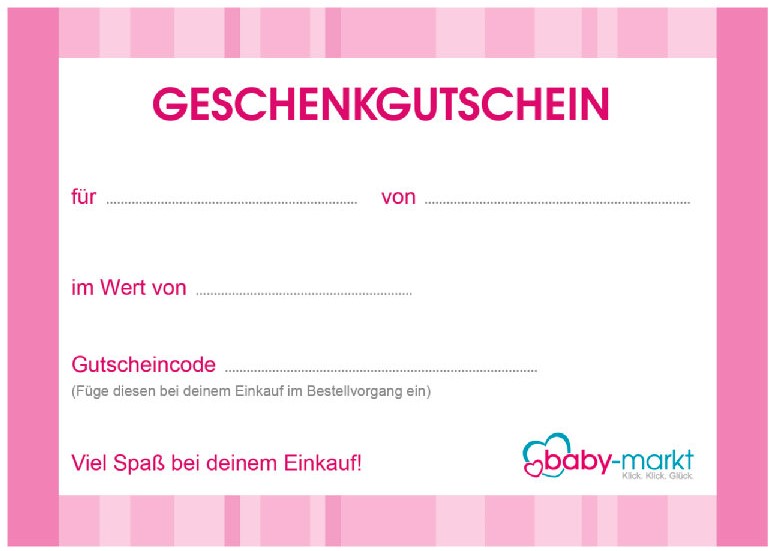 GESCHENKGUTSCHEIN
für ........................ von ........................
im Wert von ........................
Gutscheincode ........................
(Füge diesen bei deinem Einkauf im Bestellvorgang ein)
Viel Spaß bei deinem Einkauf!
baby-markt
Klick. Klick. Glück.